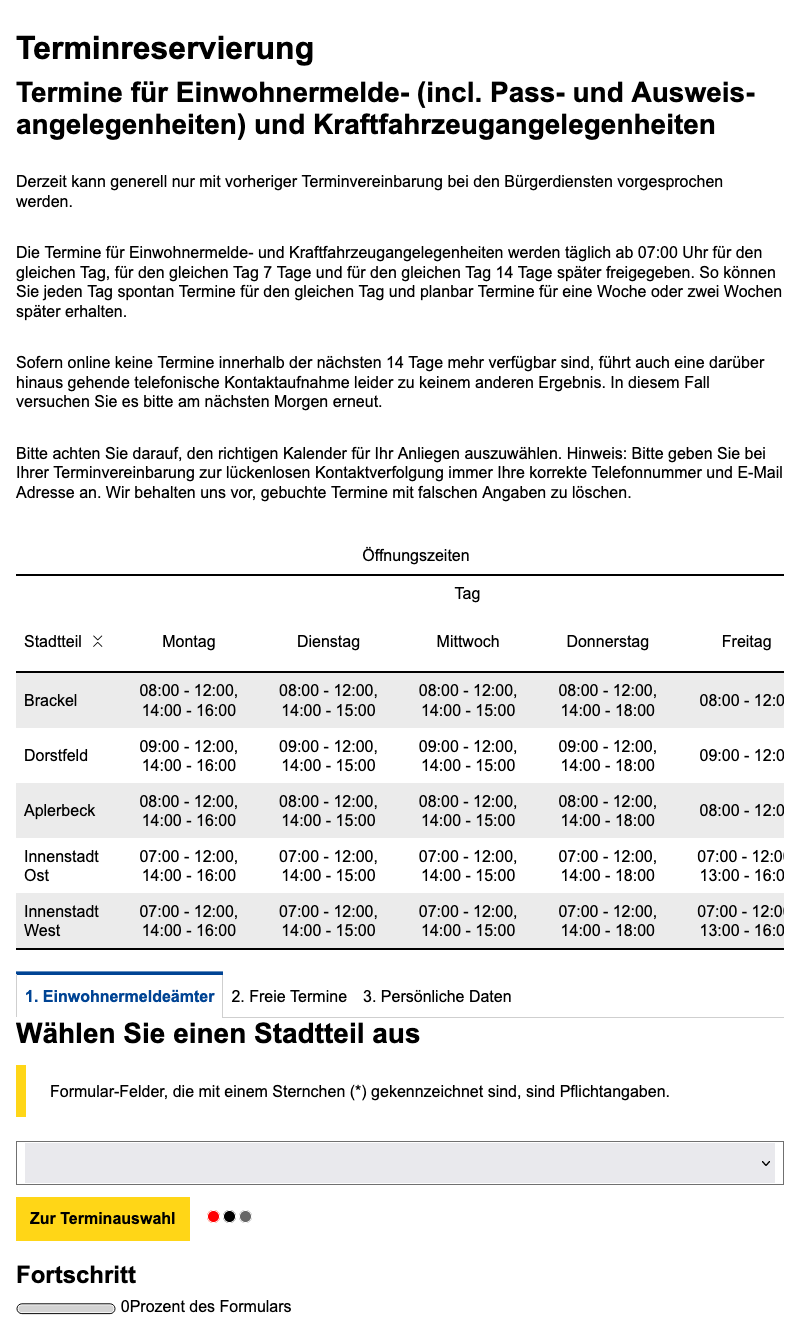 Terminreservierung
Termine für Einwohnermelde- (incl. Pass- und Ausweis-
angelegenheiten) und Kraftfahrzeugangelegenheiten
Derzeit kann generell nur mit vorheriger Terminvereinbarung bei den Bürgerdiensten vorgesprochen
werden.
Die Termine für Einwohnermelde- und Kraftfahrzeugangelegenheiten werden täglich ab 07:00 Uhr für den
gleichen Tag, für den gleichen Tag 7 Tage und für den gleichen Tag 14 Tage später freigegeben. So können
Sie jeden Tag spontan Termine für den gleichen Tag und planbar Termine für eine Woche oder zwei Wochen
später erhalten.
Sofern online keine Termine innerhalb der nächsten 14 Tage mehr verfügbar sind, führt auch eine darüber
hinaus gehende telefonische Kontaktaufnahme leider zu keinem anderen Ergebnis. In diesem Fall
versuchen Sie es bitte am nächsten Morgen erneut.
Bitte achten Sie darauf, den richtigen Kalender für Ihr Anliegen auszuwählen. Hinweis: Bitte geben Sie bei
Ihrer Terminvereinbarung zur lückenlosen Kontaktverfolgung immer Ihre korrekte Telefonnummer und E-Mail
Adresse an. Wir behalten uns vor, gebuchte Termine mit falschen Angaben zu löschen.
Öffnungszeiten
Tag
Stadtteil Montag Dienstag Mittwoch Donnerstag Freitag
Brackel 08:00 - 12:00, 08:00 - 12:00, 08:00 - 12:00, 08:00 - 12:00, 08:00 - 12:0
14:00 - 16:00 14:00 - 15:00 14:00 - 15:00 14:00 - 18:00
Dorstfeld 09:00 - 12:00, 09:00 - 12:00, 09:00 - 12:00, 09:00 - 12:00, 09:00 - 12:0
14:00 - 16:00 14:00 - 15:00 14:00 - 15:00 14:00 - 18:00
Aplerbeck 08:00 - 12:00, 08:00 - 12:00, 08:00 - 12:00, 08:00 - 12:00, 08:00 - 12:0
14:00 - 16:00 14:00 - 15:00 14:00 - 15:00 14:00 - 18:00
Innenstadt 07:00 - 12:00, 07:00 - 12:00, 07:00 - 12:00, 07:00 - 12:00, 07:00 - 12:00
Ost 14:00 - 16:00 14:00 - 15:00 14:00 - 15:00 14:00 - 18:00 13:00 - 16:0
Innenstadt 07:00 - 12:00, 07:00 - 12:00, 07:00 - 12:00, 07:00 - 12:00, 07:00 - 12:00
West 14:00 - 16:00 14:00 - 15:00 14:00 - 15:00 14:00 - 18:00 13:00 - 16:0
1. Einwohnermeldeämter 2. Freie Termine 3. Persönliche Daten
Wählen Sie einen Stadtteil aus
Formular-Felder, die mit einem Sternchen (*) gekennzeichnet sind, sind Pflichtangaben.
Zur Terminauswahl
Fortschritt
0Prozent des Formulars